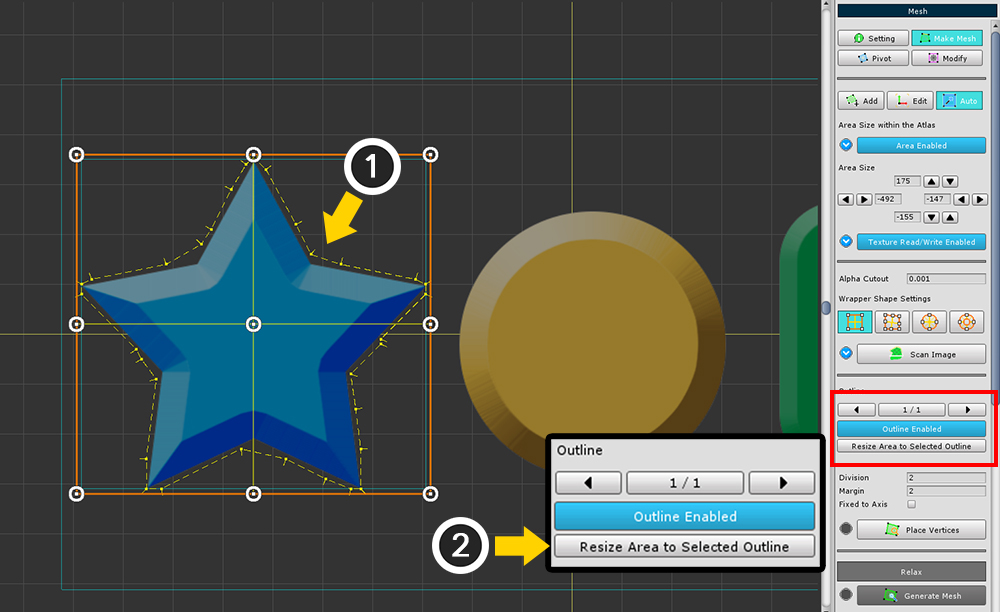 Mesh
Setting
Make Mesh
Pivot
Modify
Add
Edit
Auto
Area Size within the Atlas
Area Enabled
Area Size
175
-492
-147
-155
Texture Read/Write Enabled
Alpha Cutout
0.001
Wrapper Shape Settings
Scan Image
Outline
1 / 1
Outline Enabled
Resize Area to Selected Outline
Division
2
Margin
2
Fixed to Axis
Place Vertices
Relax
Generate Mesh
1
Outline
1 / 1
Outline Enabled
2
Resize Area to Selected Outline